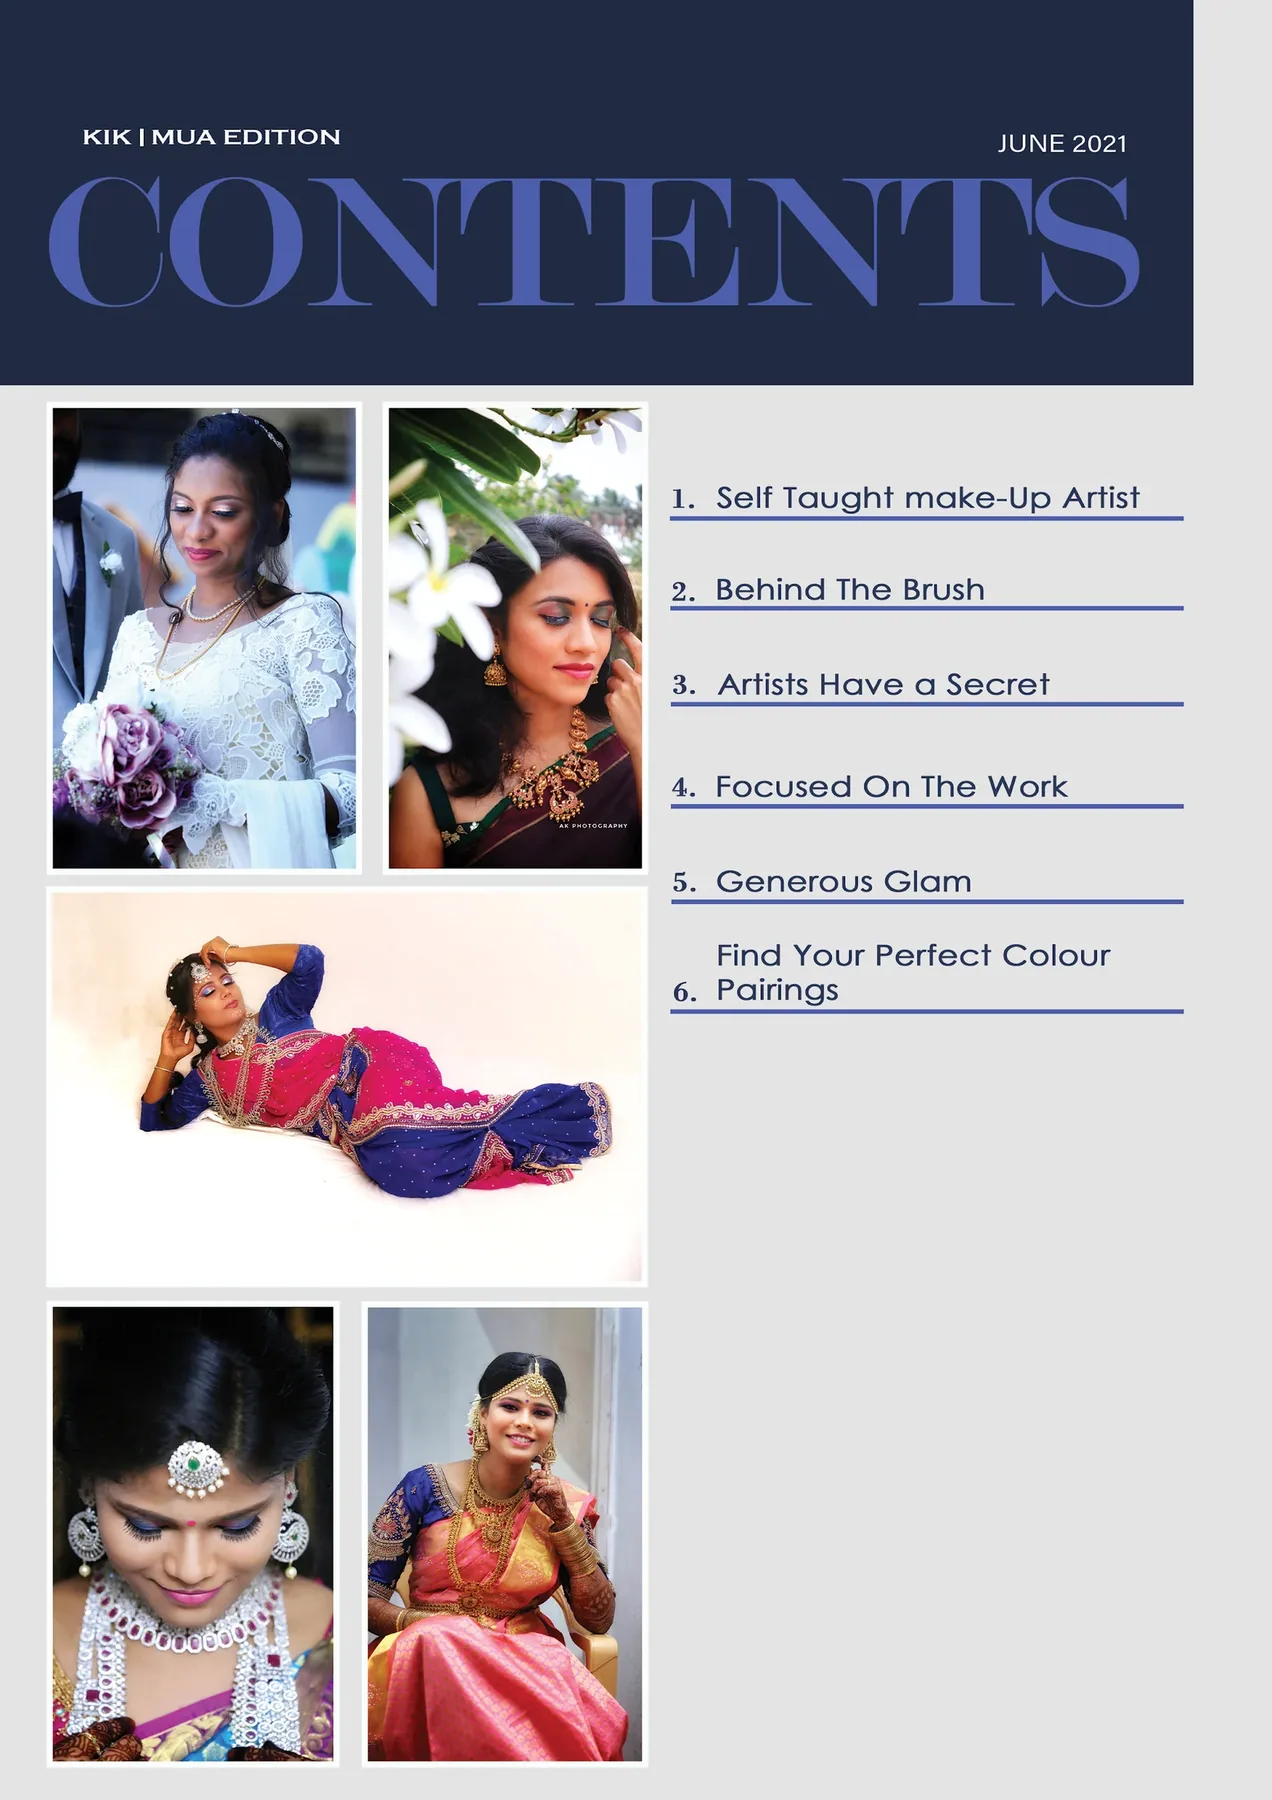 KIK | MUA EDITION
JUNE 2021
CONTENTS
1. Self Taught make-Up Artist
2. Behind The Brush
3. Artists Have a Secret
4. Focused On The Work
5. Generous Glam
Find Your Perfect Colour
6. Pairings
AK PHOTOGRAPHY